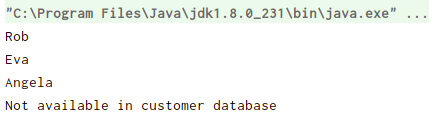 "C:\Program Files\Java\jdk1.8.0_231\bin\java.exe" ...
Rob
Eva
Angela
Not available in customer database